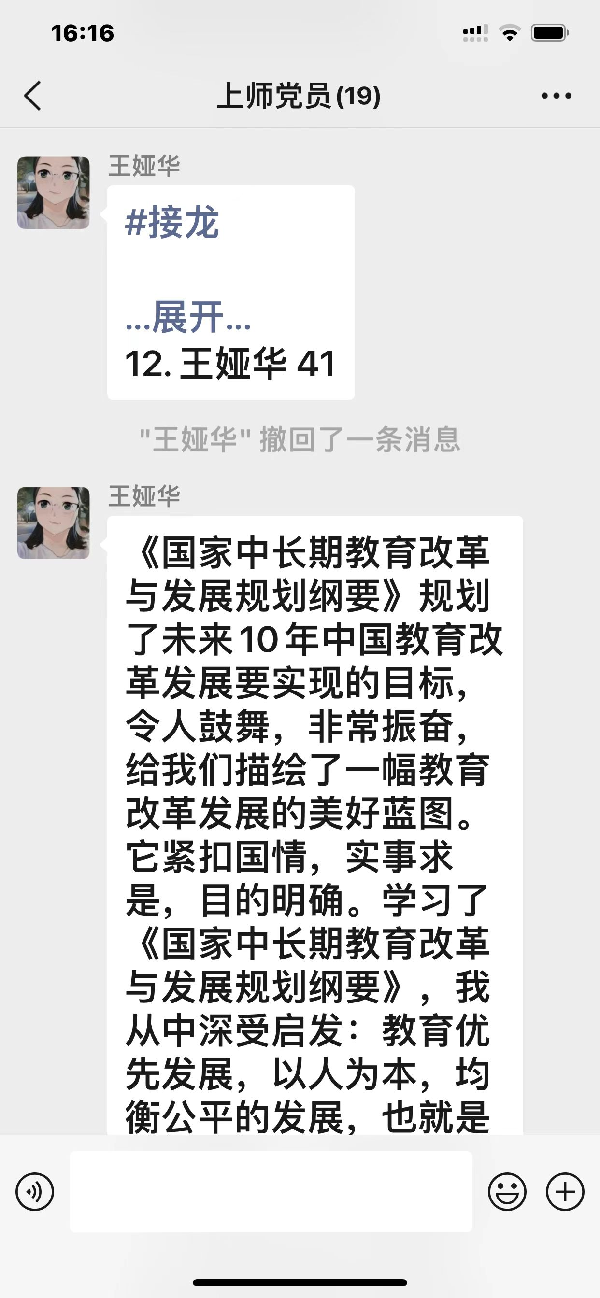 16:16
上师党员(19)
王娅华
#接龙
...展开...
12. 王娅华 41
"王娅华" 撤回了一条消息
王娅华
《国家中长期教育改革
与发展规划纲要》规划
了未来10年中国教育改
革发展要实现的目标，
令人鼓舞，非常振奋，
给我们描绘了一幅教育
改革发展的美好蓝图。
它紧扣国情，实事求
是，目的明确。学习了
《国家中长期教育改革
与发展规划纲要》，我
从中深受启发：教育优
先发展，以人为本，均
衡公平的发展，也就是